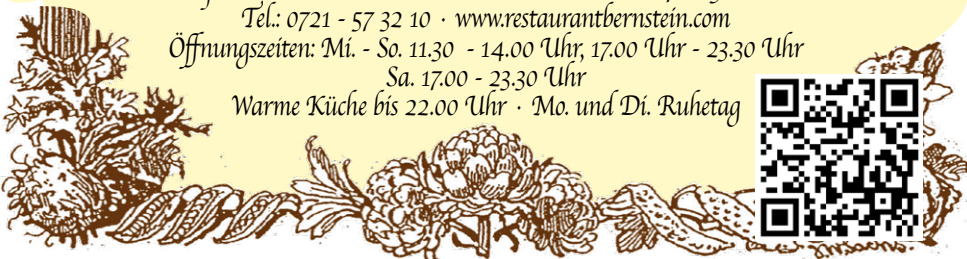 Tel.: 0721 - 57 32 10 · www.restaurantbernstein.com
Öffnungszeiten: Mi. - So. 11.30 - 14.00 Uhr, 17.00 Uhr - 23.30 Uhr
Sa. 17.00 - 23.30 Uhr
Warme Küche bis 22.00 Uhr · Mo. und Di. Ruhetag